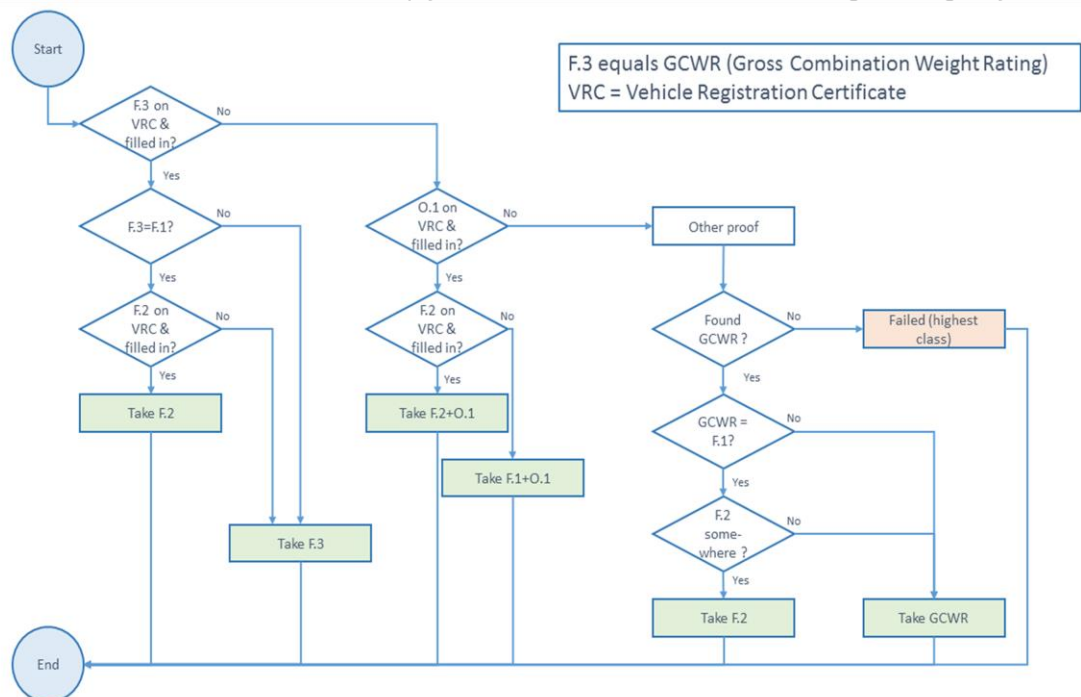 Start
F.3 equals GCWR (Gross Combination Weight Rating)
VRC = Vehicle Registration Certificate
F.3 on
VRC &
filled in?
No
Yes
F.3=F.1?
No
Yes
F.2 on
VRC &
filled in?
No
Yes
Take F.2
Take F.3
O.1 on
VRC &
filled in?
No
Yes
F.2 on
VRC &
filled in?
No
Yes
Take F.2+O.1
Take F.1+O.1
Other proof
Found
GCWR ?
No
Failed (highest
class)
Yes
GCWR =
F.1?
No
Yes
F.2
some-
where ?
No
Yes
Take F.2
Take GCWR
End